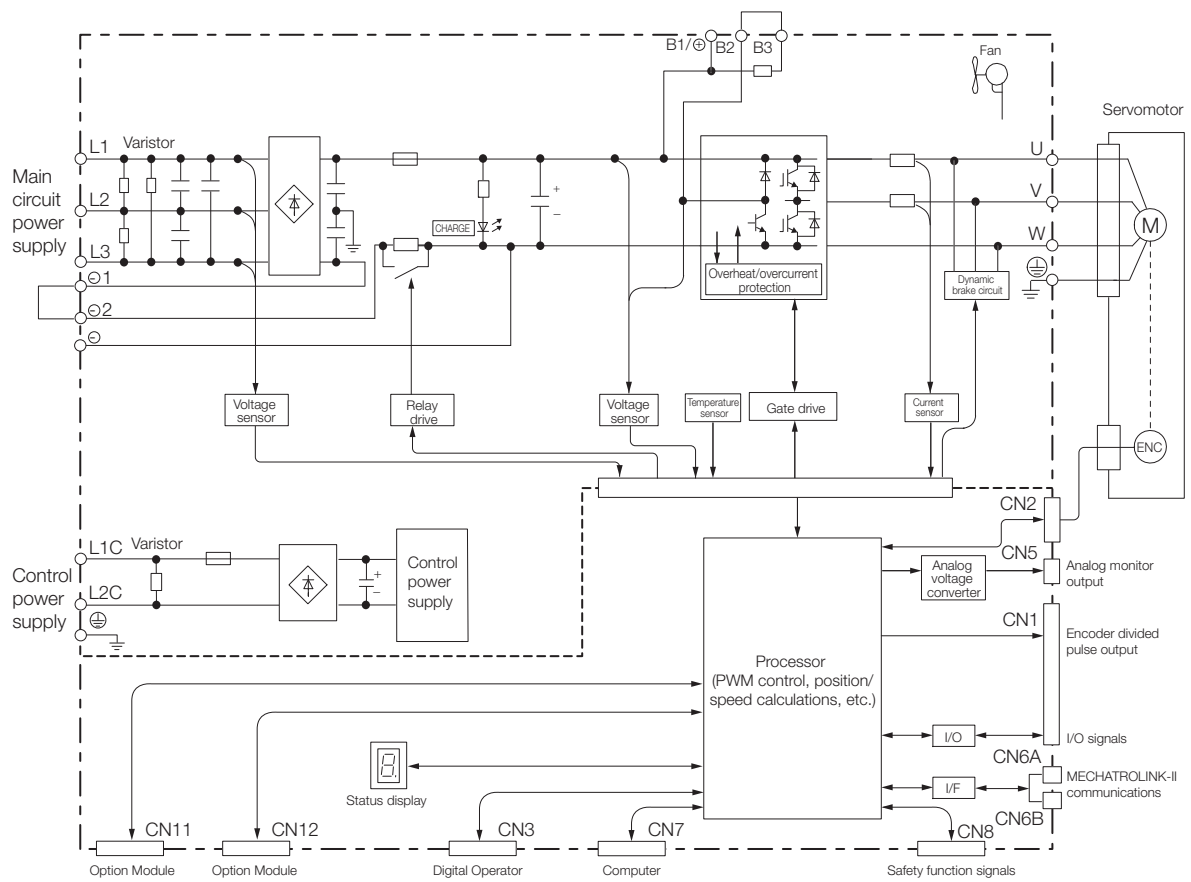 B1/⊕ B2 B3
Fan
Servomotor
Main
circuit
power
supply
L1
Varistor
L2
L3
⊖1
⊖2
⊖
CHARGE
+
–
Overheat/overcurrent
protection
U
V
W
M
Dynamic
brake circuit
Voltage
sensor
Relay
drive
Voltage
sensor
Temperature
sensor
Gate drive
Current
sensor
ENC
Control
power
supply
L1C
Varistor
L2C
+
–
Control
power
supply
CN2
CN5
Analog
voltage
converter
Analog monitor
output
CN1
Encoder divided
pulse output
Processor
(PWM control, position/
speed calculations, etc.)
I/O
I/O signals
CN6A
I/F
MECHATROLINK-II
communications
CN6B
8.
Status display
CN11
CN12
CN3
CN7
CN8
Option Module
Option Module
Digital Operator
Computer
Safety function signals